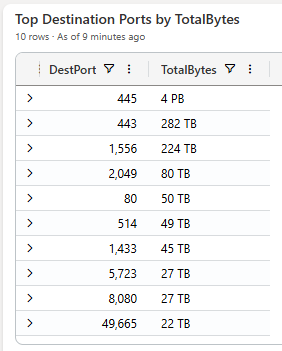 Top Destination Ports by TotalBytes
10 rows · As of 9 minutes ago
DestPort TotalBytes
445 4 PB
443 282 TB
1,556 224 TB
2,049 80 TB
80 50 TB
514 49 TB
1,433 45 TB
5,723 27 TB
8,080 27 TB
49,665 22 TB